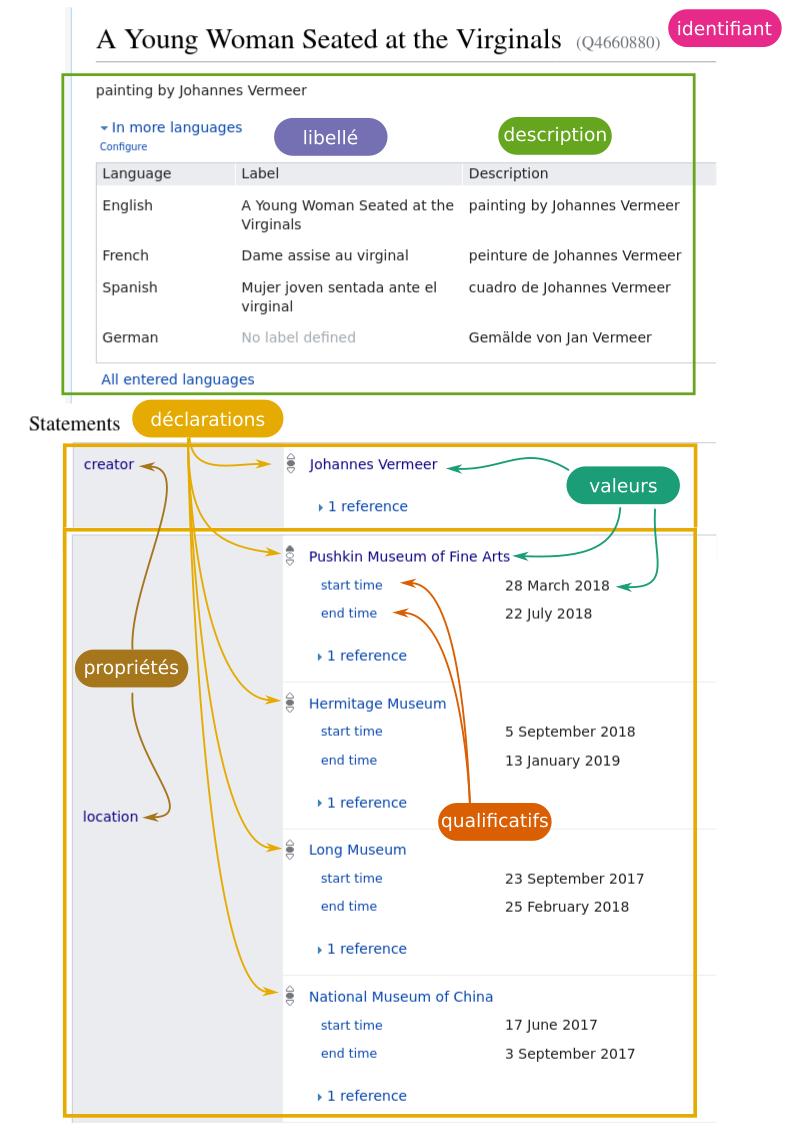 A Young Woman Seated at the Virginals (Q4660880) identifiant
painting by Johannes Vermeer
In more languages
Configure
libellé
description
Language Label Description
English A Young Woman Seated at the painting by Johannes Vermeer
Virginals
French Dame assise au virginal peinture de Johannes Vermeer
Spanish Mujer joven sentada ante el cuadro de Johannes Vermeer
virginal
German No label defined Gemälde von Jan Vermeer
All entered languages
Statements déclarations
creator Johannes Vermeer
valeurs
1 reference
Pushkin Museum of Fine Arts
start time 28 March 2018
end time 22 July 2018
1 reference
propriétés
Hermitage Museum
start time 5 September 2018
end time 13 January 2019
1 reference
location
qualificatifs
Long Museum
start time 23 September 2017
end time 25 February 2018
1 reference
National Museum of China
start time 17 June 2017
end time 3 September 2017
1 reference